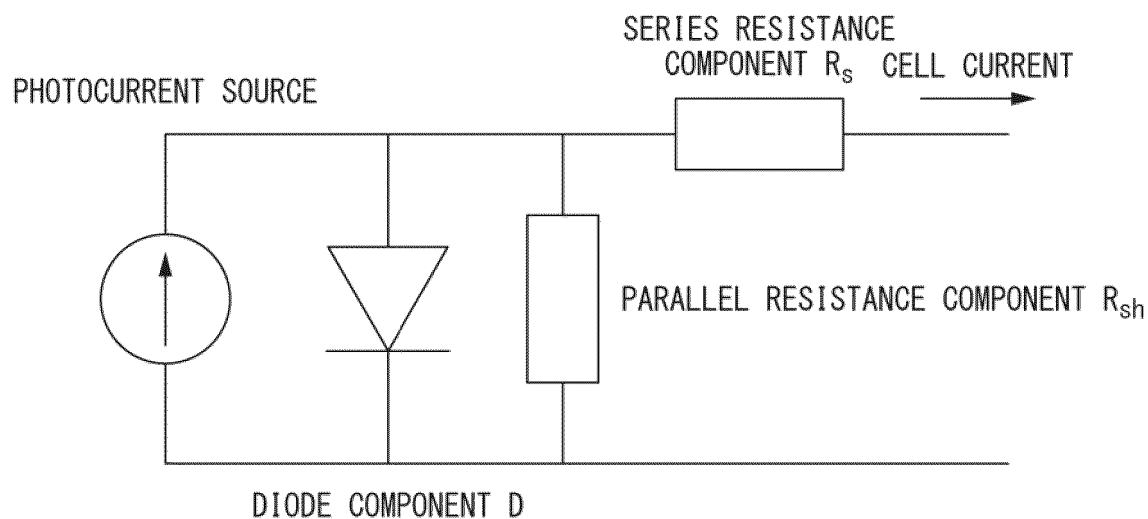 SERIES RESISTANCE
COMPONENT Rs
CELL CURRENT
PHOTOCURRENT SOURCE
PARALLEL RESISTANCE COMPONENT Rsh
DIODE COMPONENT D